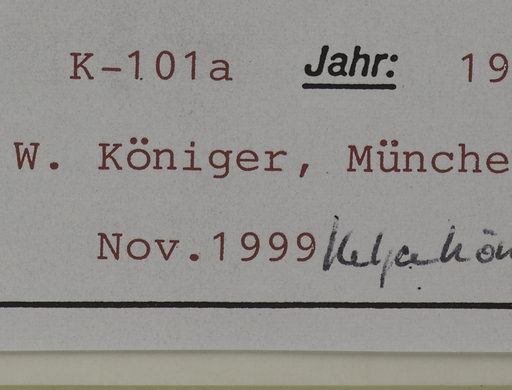 K-101a Jahr: 19
W. Königer, Münche
Nov.1999